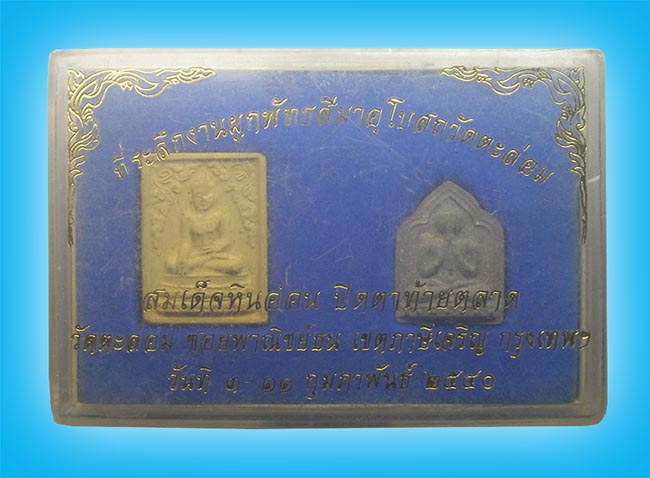 ที่ระลึกงานผูกพัทธสีมาอุโบสถวัดตะล่อม
สมเด็จหินอ่อน ปิดตาท้ายตลาด
วัดตะล่อม ซอยพาณิชย์ธน เขตภาษีเจริญ กรุงเทพฯ
วันที่ ๓-๑๑ กุมภาพันธ์ ๒๕๔๐